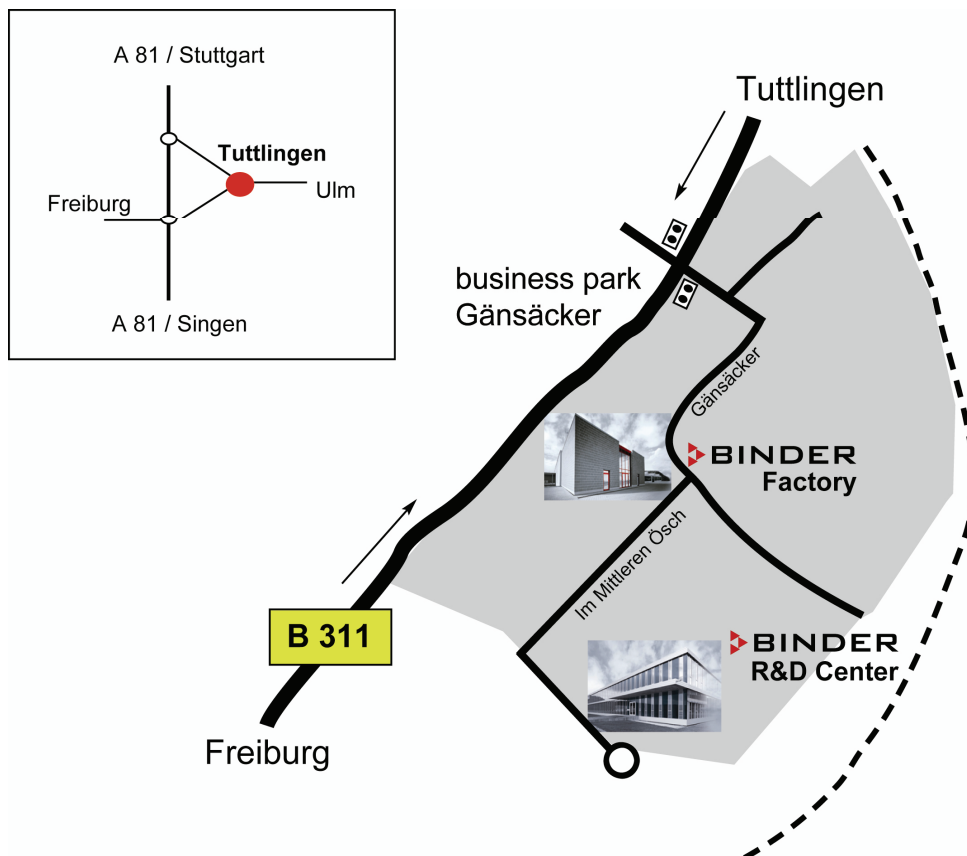 A 81 / Stuttgart
Tuttlingen
Freiburg
Ulm
A 81 / Singen
Tuttlingen
business park
Gänsäcker
Gänsäcker
BINDER
Factory
Im Mittleren Ösch
B 311
BINDER
R&D Center
Freiburg